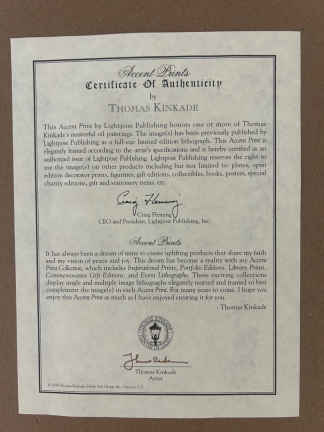 Accent Prints
Certificate Of Authenticity
by
THOMAS KINKADE
This Accent Print by Lightpost Publishing honors one or more of Thomas
Kinkade's masterful oil paintings. The image(s) has been previously published by
Lightpost Publishing as a full-size limited edition lithograph. This Accent Print is
elegantly matted according to the artist's specifications and is hereby certified as an
authorized issue of Lightpost Publishing. Lightpost Publishing reserves the right to
use the image(s) on other products including but not limited to: plates, open
edition decorator prints, figurines, gift editions, collectibles, books, posters, special
charity editions, gift and stationery items, etc.
Craig Fleming
Craig Fleming
CEO and President, Lightpost Publishing, Inc.
Accent Prints
It has always been a dream of mine to create uplifting products that share my faith
and my vision of peace and joy. This dream has become a reality with my Accent
Print Collection, which includes Inspirational Prints, Portfolio Editions, Library Prints,
Commemorative Gift Editions, and Event Lithographs. These exciting collections
display single and multiple image lithographs elegantly matted and framed to best
complement the image(s) in each Accent Print. For many years to come, I hope you
enjoy this Accent Print as much as I have enjoyed creating it for you.
- Thomas Kinkade
Thomas Kinkade
Artist